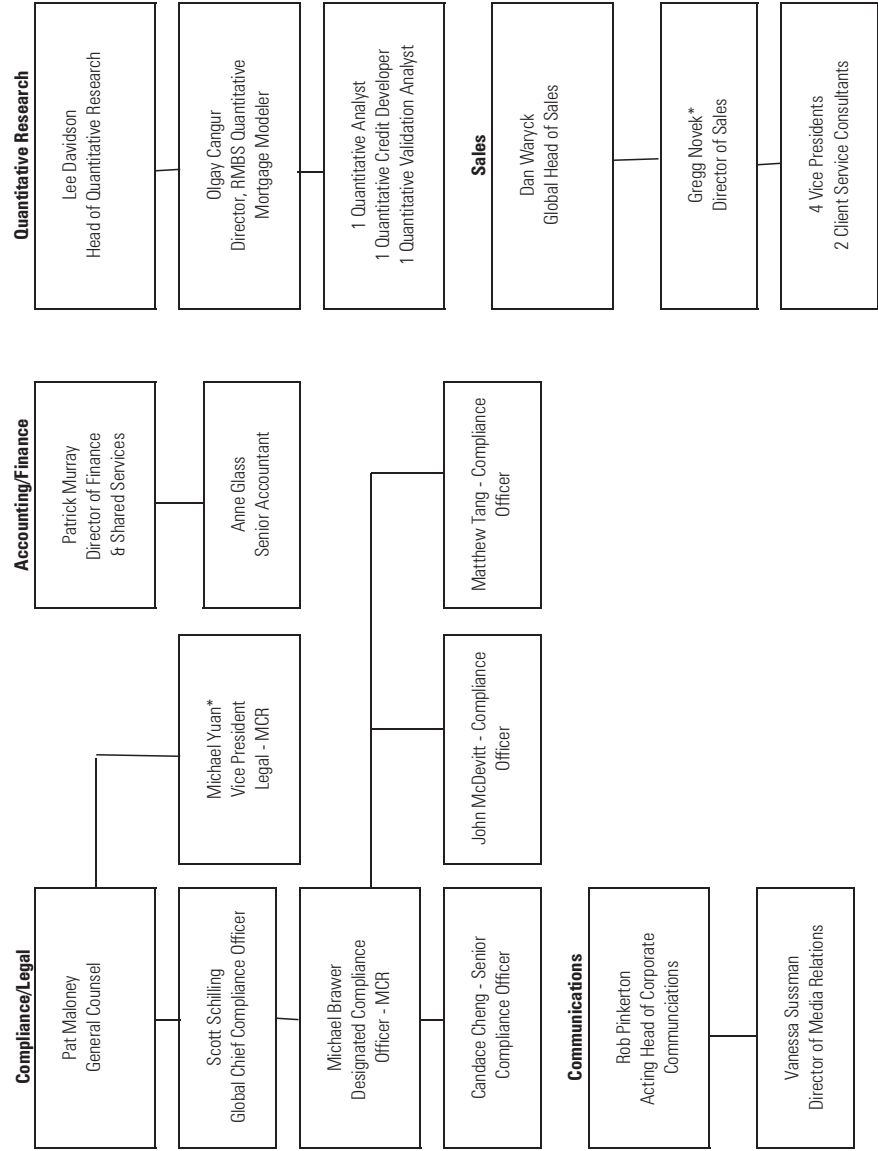 Compliance/Legal
Pat Maloney
General Counsel
Scott Schilling
Global Chief Compliance Officer
Michael Yuan*
Vice President
Legal - MCR
Michael Brawer
Designated Compliance
Officer - MCR
Candace Cheng - Senior
Compliance Officer
John McDevitt - Compliance
Officer
Matthew Tang - Compliance
Officer
Accounting/Finance
Patrick Murray
Director of Finance
& Shared Services
Anne Glass
Senior Accountant
Quantitative Research
Lee Davidson
Head of Quantitative Research
Olgay Cangur
Director, RMBS Quantitative
Mortgage Modeler
1 Quantitative Analyst
1 Quantitative Credit Developer
1 Quantitative Validation Analyst
Communications
Rob Pinkerton
Acting Head of Corporate
Communciations
Vanessa Sussman
Director of Media Relations
Sales
Dan Waryck
Global Head of Sales
Gregg Novek*
Director of Sales
4 Vice Presidents
2 Client Service Consultants